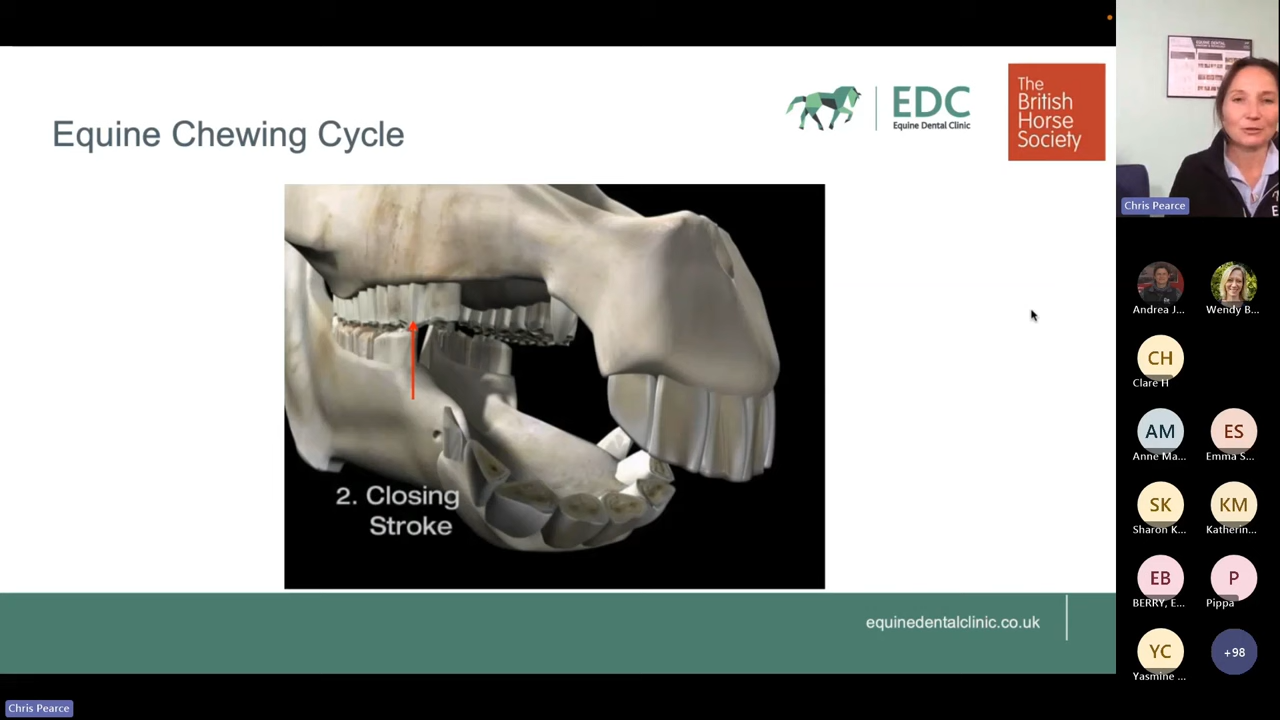 Equine Chewing Cycle
EDC
Equine Dental Clinic
The
British
Horse
Society
2. Closing
Stroke
equinedentalclinic.co.uk
EQUINE DENTAL
Chris Pearce
Andrea J...
Wendy B...
CH
Clare H
AM
Anne Ma...
ES
Emma S...
SK
Sharon K...
KM
Katherin...
EB
BERRY, E...
P
Pippa
YC
Yasmine ...
+98
Chris Pearce